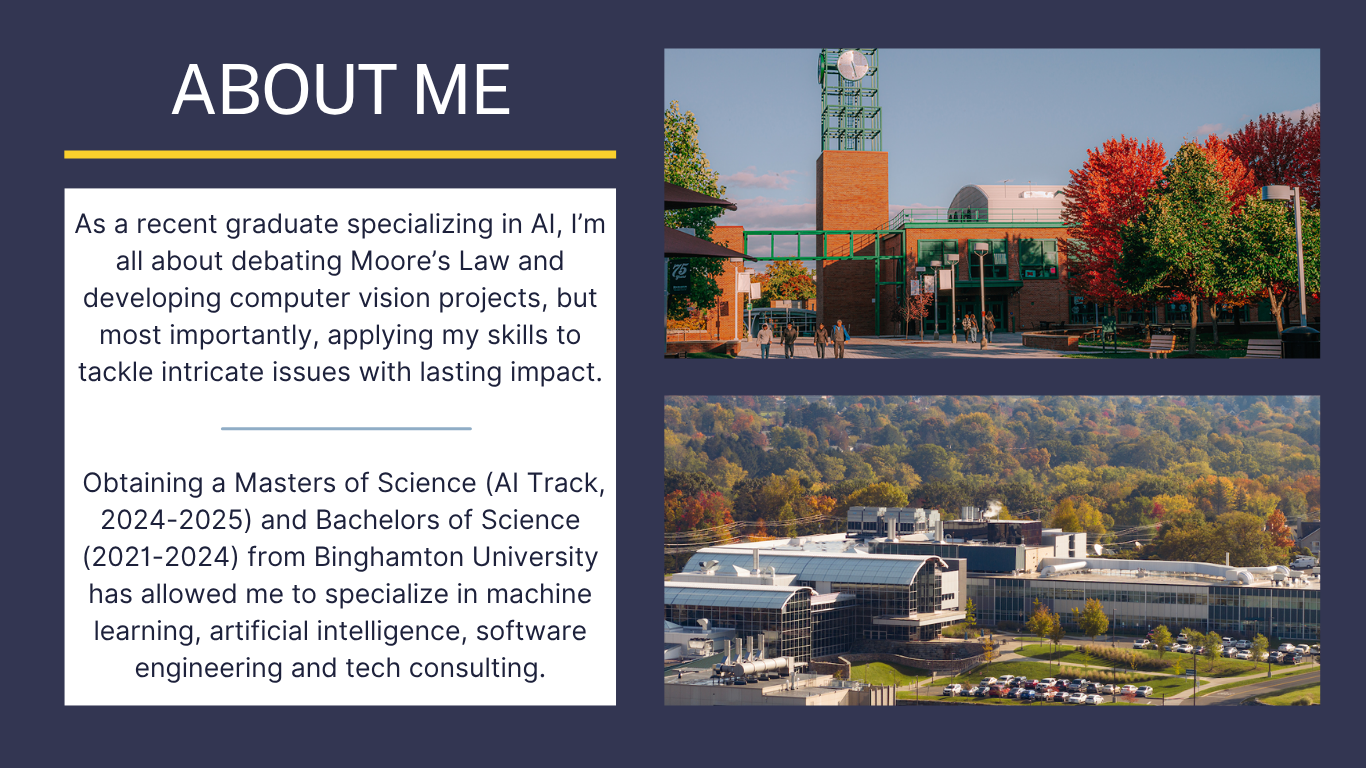 ABOUT ME
As a recent graduate specializing in AI, I’m
all about debating Moore’s Law and
developing computer vision projects, but
most importantly, applying my skills to
tackle intricate issues with lasting impact.
Obtaining a Masters of Science (AI Track,
2024-2025) and Bachelors of Science
(2021-2024) from Binghamton University
has allowed me to specialize in machine
learning, artificial intelligence, software
engineering and tech consulting.
75